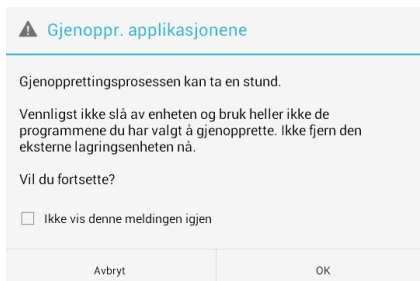 Gjenoppr. applikasjonene
Gjenopprettingsprosessen kan ta en stund.
Vennligst ikke slå av enheten og bruk heller ikke de
programmene du har valgt å gjenopprette. Ikke fjern den
eksterne lagringsenheten nå.
Vil du fortsette?
Ikke vis denne meldingen igjen
Avbryt
OK